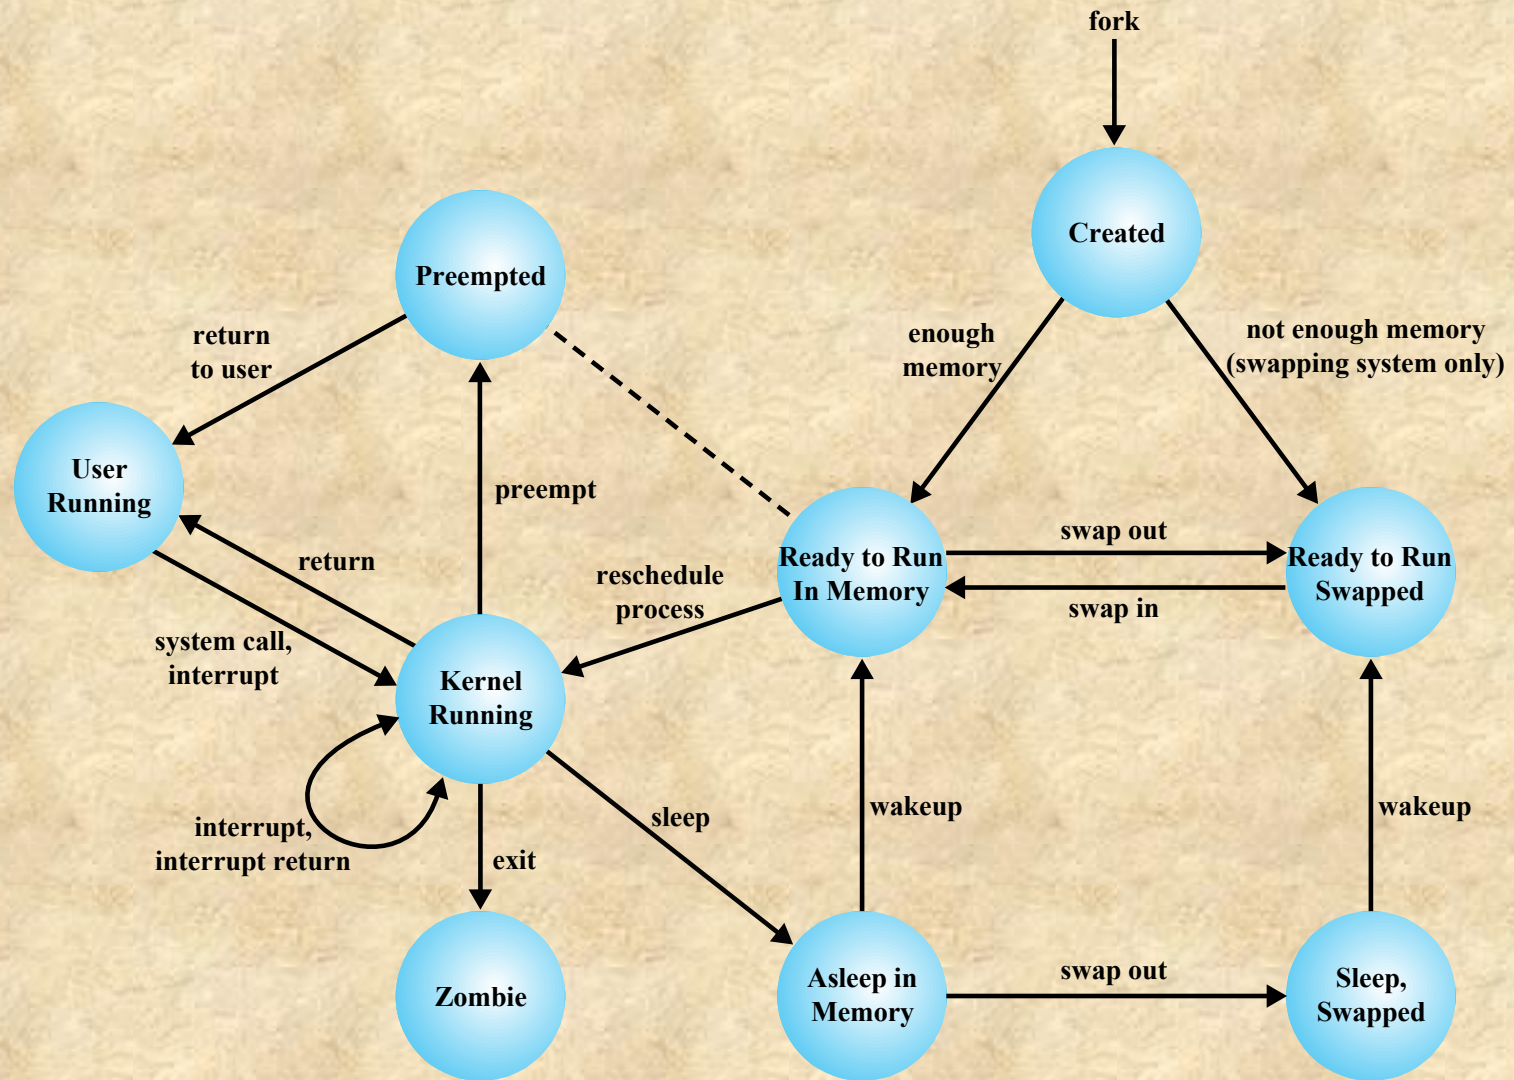 fork
Created
Preempted
enough
memory
not enough memory
(swapping system only)
return
to user
User
Running
preempt
return
reschedule
process
Ready to Run
In Memory
swap out
swap in
Ready to Run
Swapped
system call,
interrupt
Kernel
Running
interrupt,
interrupt return
sleep
wakeup
wakeup
exit
Zombie
Asleep in
Memory
swap out
Sleep,
Swapped